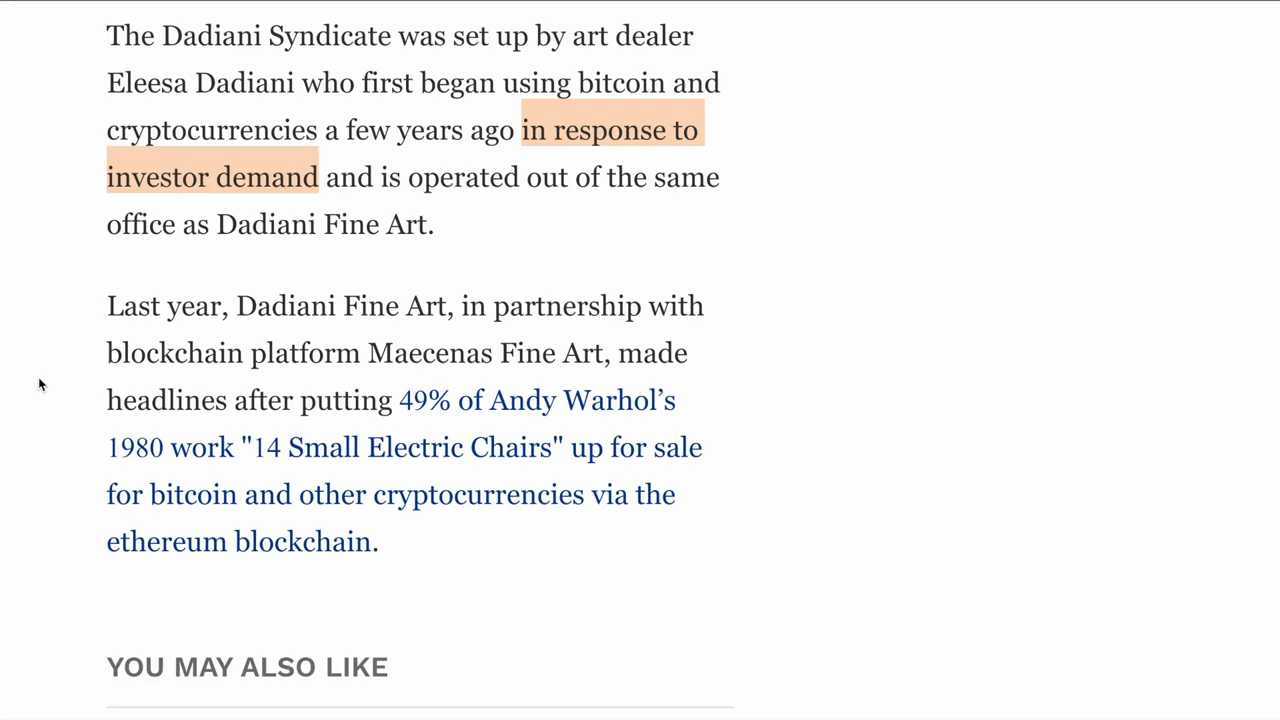 The Dadiani Syndicate was set up by art dealer
Eleesa Dadiani who first began using bitcoin and
cryptocurrencies a few years ago in response to
investor demand and is operated out of the same
office as Dadiani Fine Art.
Last year, Dadiani Fine Art, in partnership with
blockchain platform Maecenas Fine Art, made
headlines after putting 49% of Andy Warhol’s
1980 work "14 Small Electric Chairs" up for sale
for bitcoin and other cryptocurrencies via the
ethereum blockchain.
YOU MAY ALSO LIKE